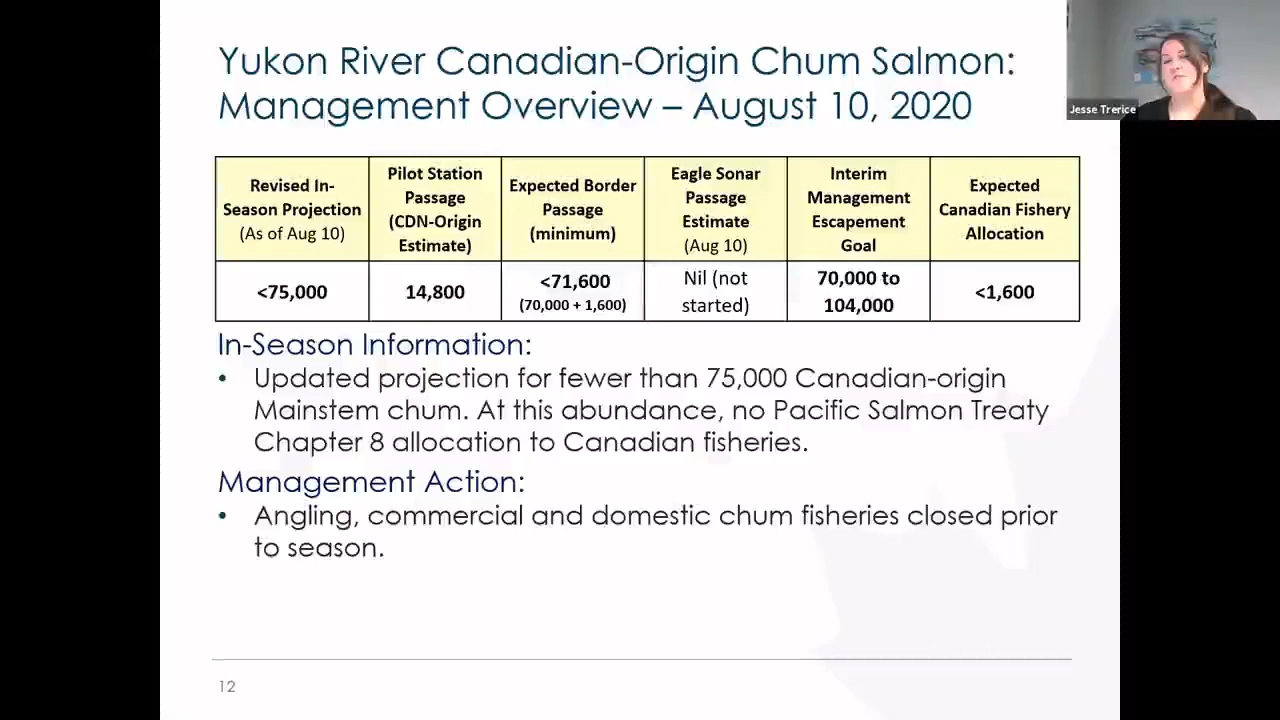 Yukon River Canadian-Origin Chum Salmon:
Management Overview – August 10, 2020
Jesse Trerice
Revised In-
Season Projection
(As of Aug 10)
Pilot Station
Passage
(CDN-Origin
Estimate)
Expected Border
Passage
(minimum)
Eagle Sonar
Passage
Estimate
(Aug 10)
Interim
Management
Escapement
Goal
Expected
Canadian Fishery
Allocation
<75,000
14,800
<71,600
(70,000 + 1,600)
Nil (not
started)
70,000 to
104,000
<1,600
In-Season Information:
• Updated projection for fewer than 75,000 Canadian-origin
Mainstem chum. At this abundance, no Pacific Salmon Treaty
Chapter 8 allocation to Canadian fisheries.
Management Action:
• Angling, commercial and domestic chum fisheries closed prior
to season.
12